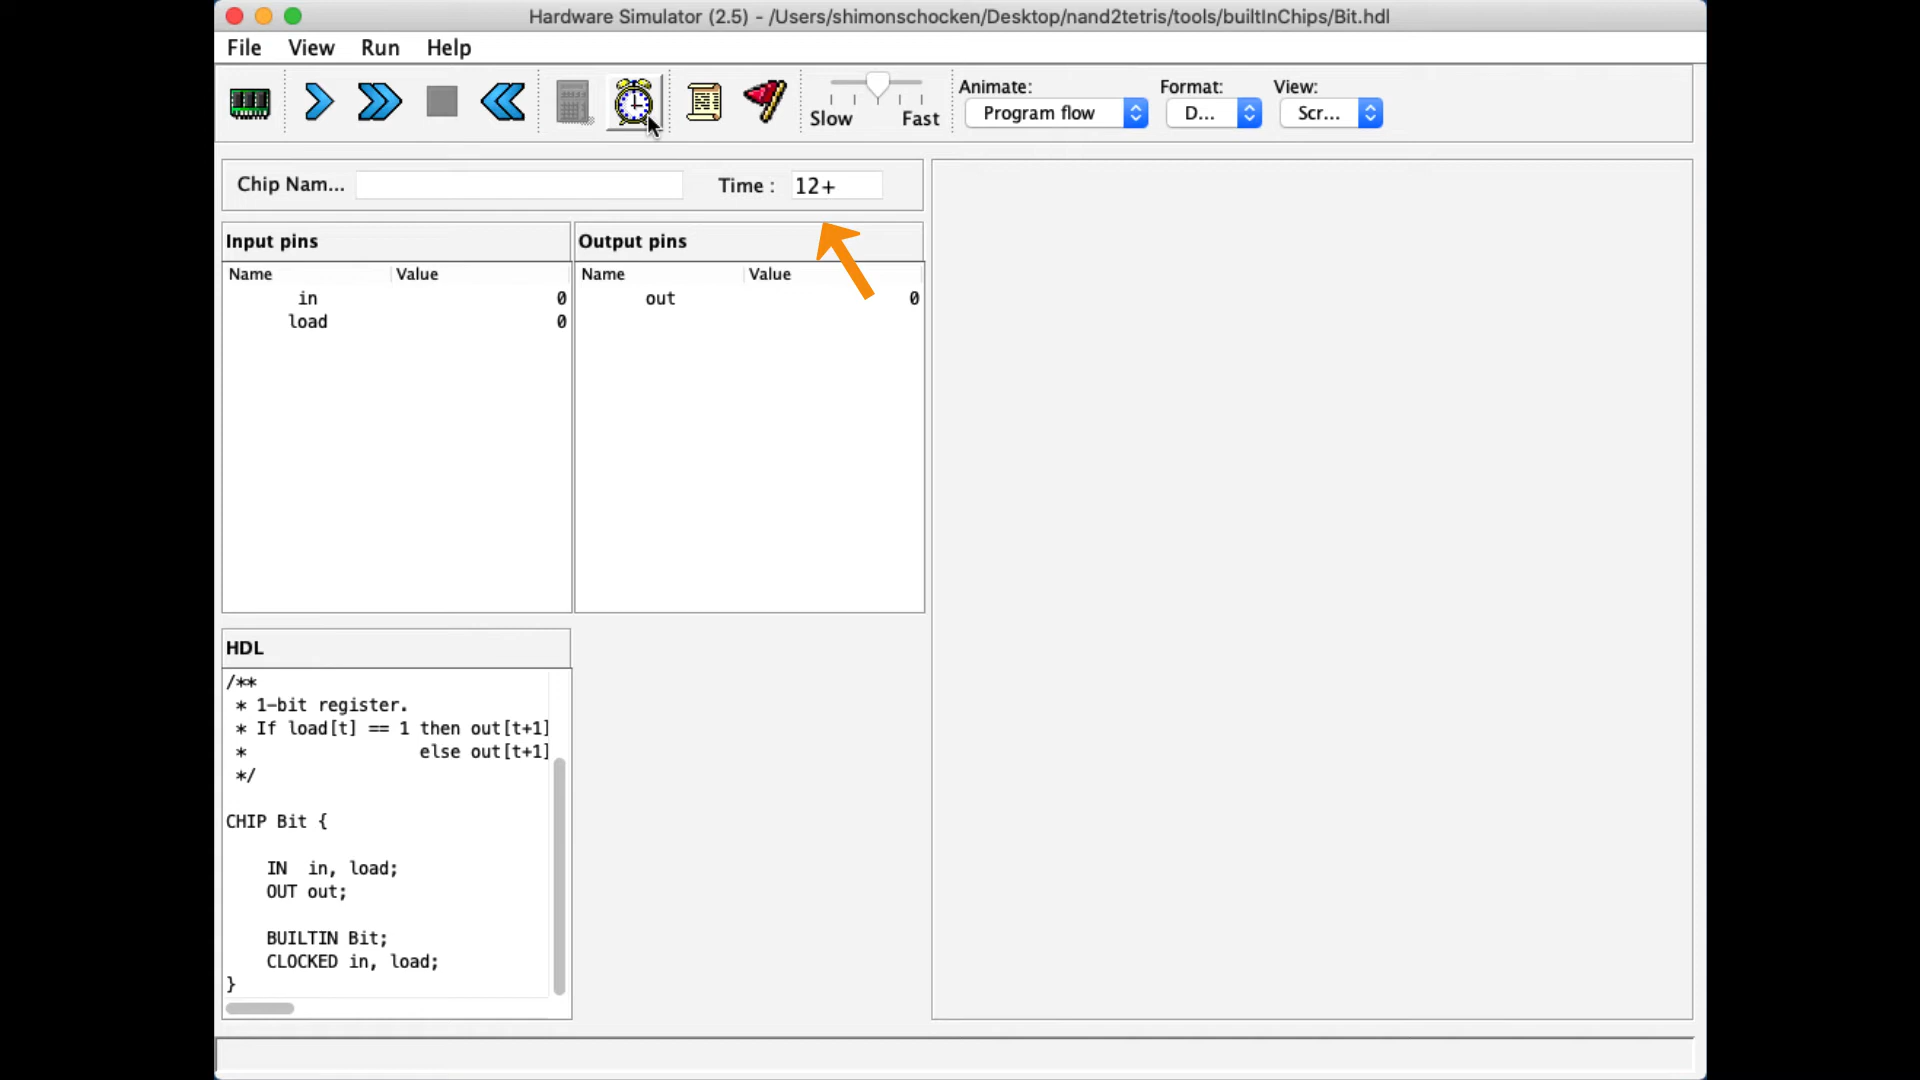 Hardware Simulator (2.5) - /Users/shimonschocken/Desktop/nand2tetris/tools/builtInChips/Bit.hdl
File View Run Help
Animate: Format: View:
Slow Fast Program flow D... Scr...
Chip Nam... Time : 12+
Input pins Output pins
Name Value Name Value
in 0 out 0
load 0
HDL
/**
* 1-bit register.
* If load[t] == 1 then out[t+1]
* else out[t+1]
*/
CHIP Bit {
IN in, load;
OUT out;
BUILTIN Bit;
CLOCKED in, load;
}